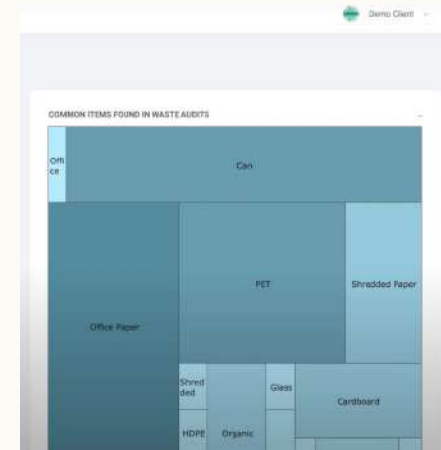 Demo Client
COMMON ITEMS FOUND IN WASTE AUDITS
Off
ce
Can
PET
Shredded Paper
Office Paper
Shred
ded
Glass
Cardboard
HDPE
Organic